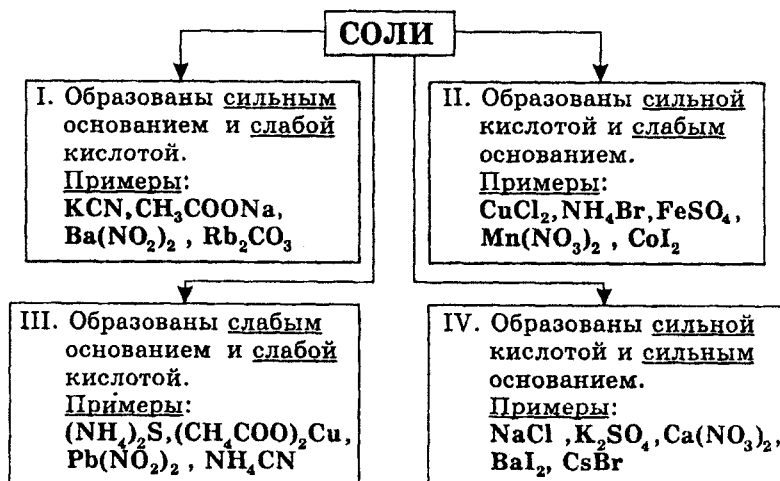 СОЛИ
I. Образованы сильным
основанием и слабой
кислотой.
Примеры:
KCN, CH₃COONa,
Ba(NO₂)₂, Rb₂CO₃
II. Образованы сильной
кислотой и слабым
основанием.
Примеры:
CuCl₂, NH₄Br, FeSO₄,
Mn(NO₃)₂, CoI₂
III. Образованы слабым
основанием и слабой
кислотой.
Примеры:
(NH₄)₂S, (CH₄COO)₂Cu,
Pb(NO₂)₂, NH₄CN
IV. Образованы сильной
кислотой и сильным
основанием.
Примеры:
NaCl, K₂SO₄, Ca(NO₃)₂,
BaI₂, CsBr